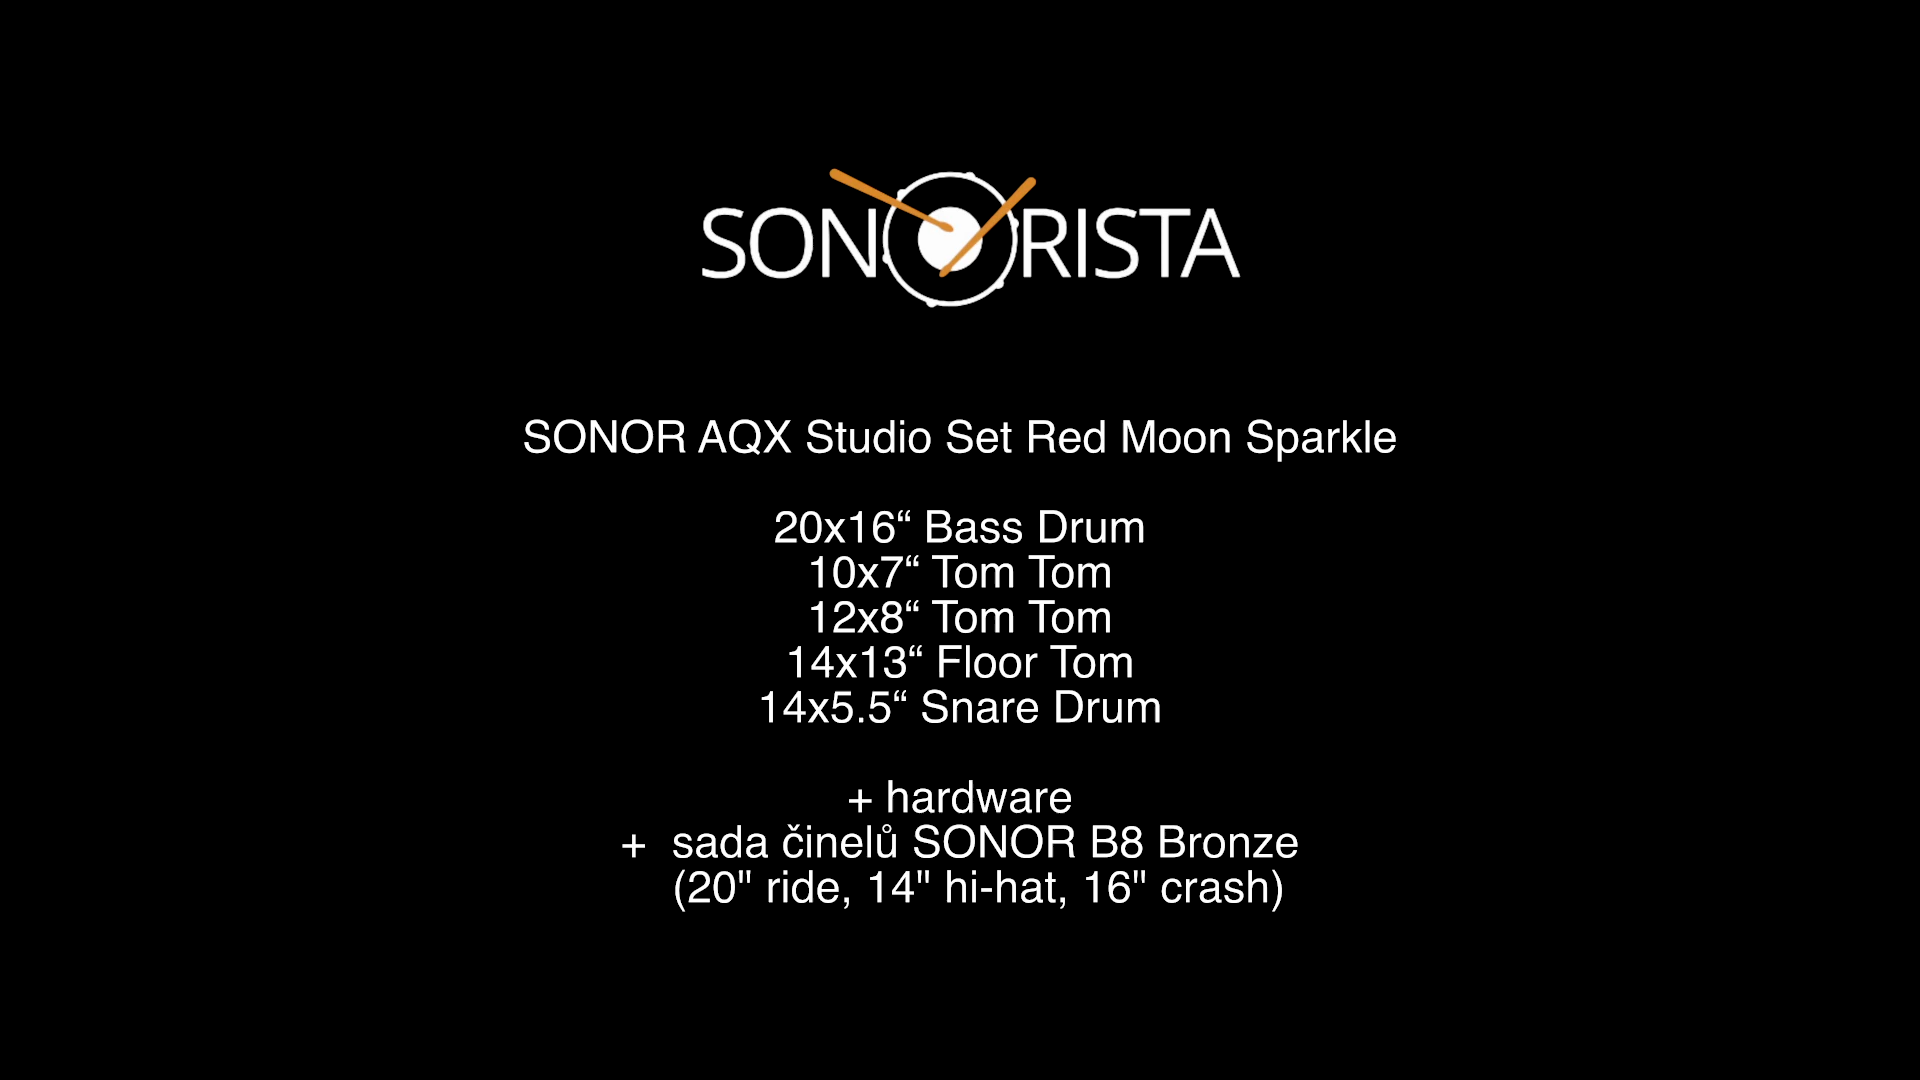 SONORISTA
SONOR AQX Studio Set Red Moon Sparkle
20x16“ Bass Drum
10x7“ Tom Tom
12x8“ Tom Tom
14x13“ Floor Tom
14x5.5“ Snare Drum
+ hardware
+  sada činelů SONOR B8 Bronze
(20" ride, 14" hi-hat, 16" crash)